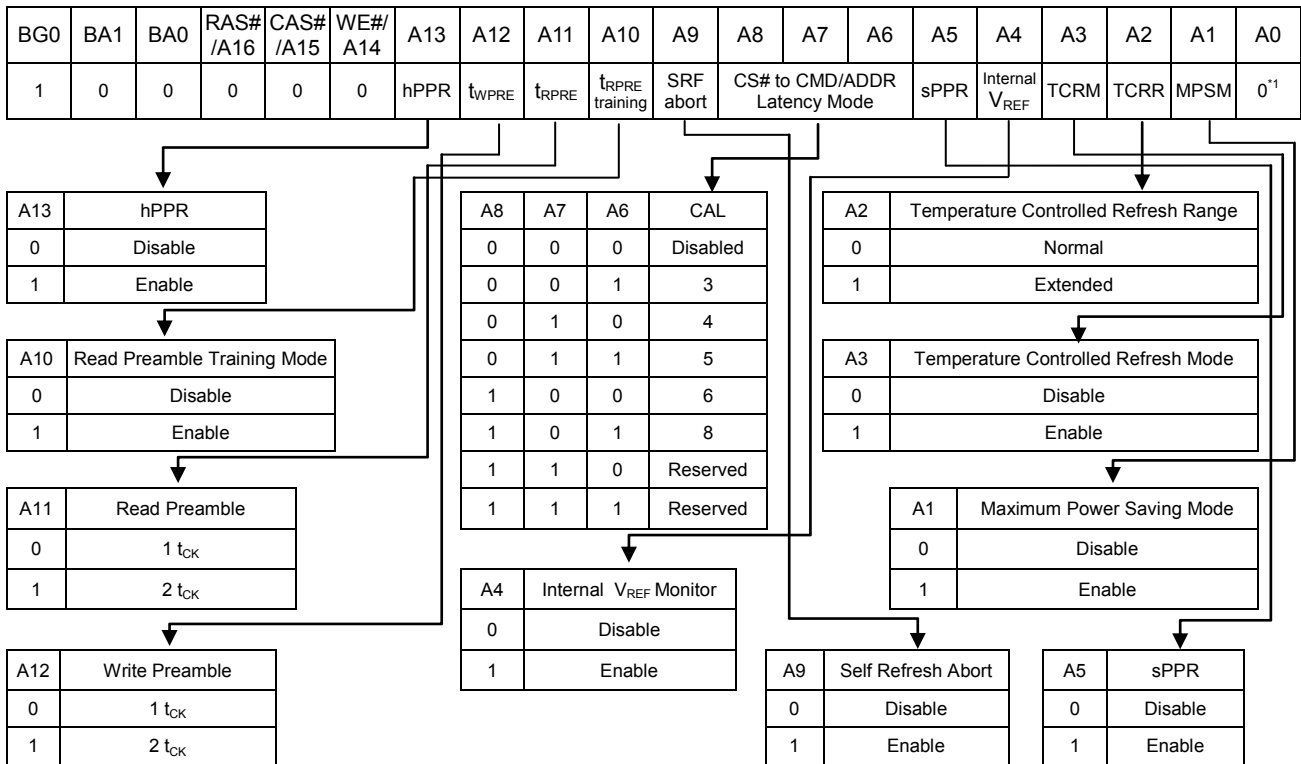 BG0 BA1 BA0 RAS#/A16 CAS#/A15 WE#/A14 A13 A12 A11 A10 A9 A8 A7 A6 A5 A4 A3 A2 A1 A0
1 0 0 0 0 0 hPPR tWPRE tRPRE tRPRE training SRF abort CS# to CMD/ADDR Latency Mode sPPR Internal VREF TCRM TCRR MPSM 0*1
A13 hPPR
0 Disable
1 Enable
A10 Read Preamble Training Mode
0 Disable
1 Enable
A11 Read Preamble
0 1 tCK
1 2 tCK
A12 Write Preamble
0 1 tCK
1 2 tCK
A8 A7 A6 CAL
0 0 0 Disabled
0 0 1 3
0 1 0 4
0 1 1 5
1 0 0 6
1 0 1 8
1 1 0 Reserved
1 1 1 Reserved
A4 Internal VREF Monitor
0 Disable
1 Enable
A2 Temperature Controlled Refresh Range
0 Normal
1 Extended
A3 Temperature Controlled Refresh Mode
0 Disable
1 Enable
A1 Maximum Power Saving Mode
0 Disable
1 Enable
A9 Self Refresh Abort
0 Disable
1 Enable
A5 sPPR
0 Disable
1 Enable